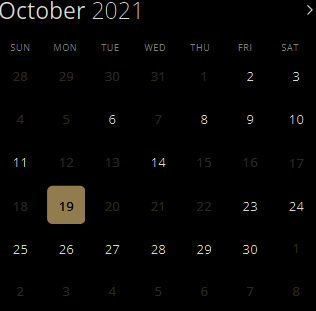 October 2021
SUN MON TUE WED THU FRI SAT
28 29 30 31 1 2 3
4 5 6 7 8 9 10
11 12 13 14 15 16 17
18 19 20 21 22 23 24
25 26 27 28 29 30 1
2 3 4 5 6 7 8